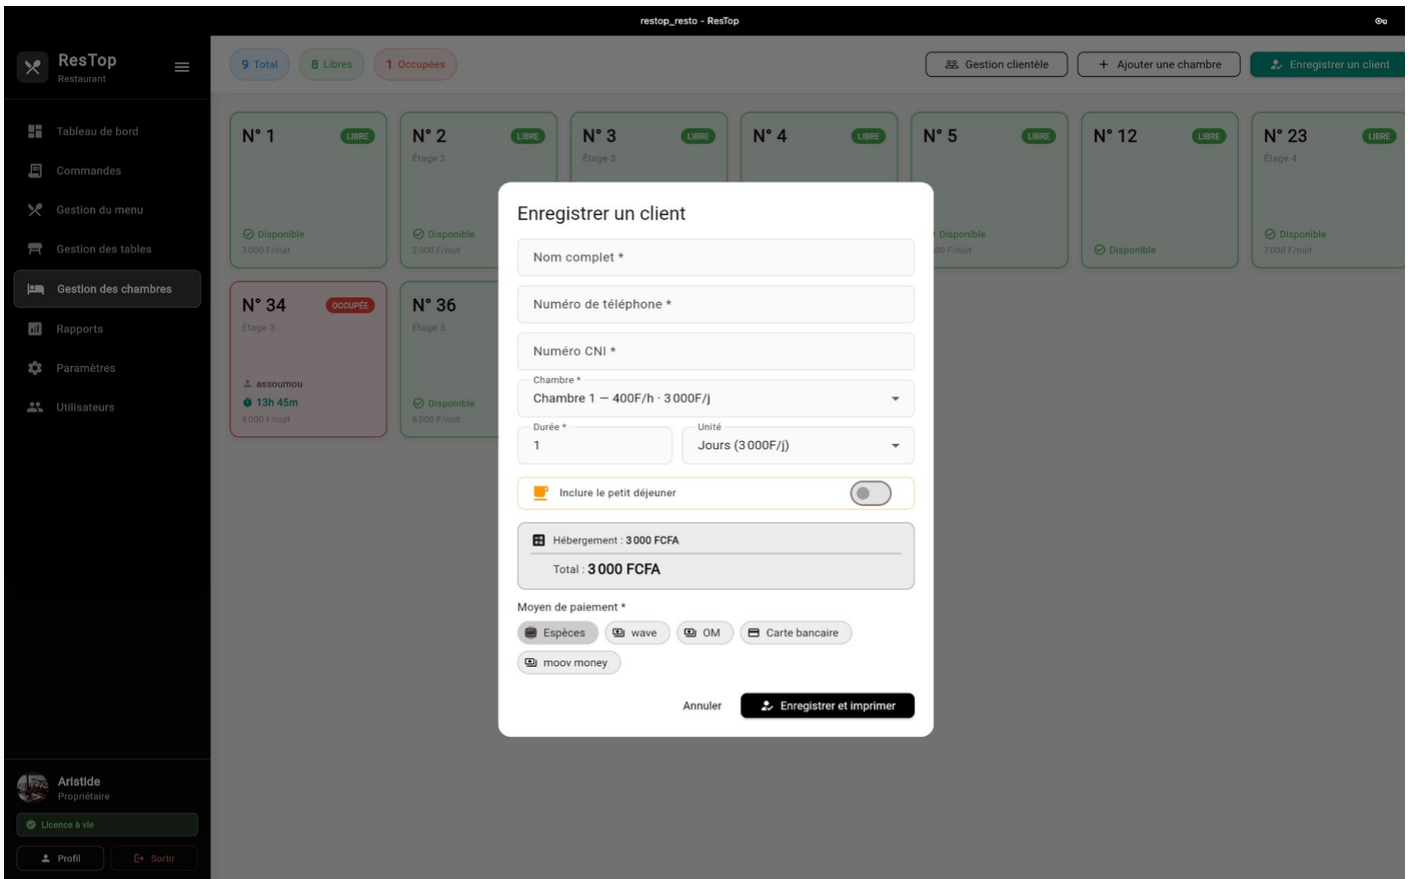 restop_resto - ResTop
ResTop
Restaurant
9 Total
8 Libres
1 Occupées
Gestion clientèle
+ Ajouter une chambre
Enregistrer un client
Tableau de bord
Commandes
Gestion du menu
Gestion des tables
Gestion des chambres
Rapports
Paramètres
Utilisateurs
N° 1 LIBRE
Disponible
3 000 F/nuit
N° 2 LIBRE
Étage 2
Disponible
2 000 F/nuit
N° 3 LIBRE
Étage 3
N° 4 LIBRE
N° 5 LIBRE
Disponible
N° 12 LIBRE
Disponible
N° 23 LIBRE
Étage 4
Disponible
7 000 F/nuit
N° 34 OCCUPÉE
Étage 3
assoumou
13h 45m
8 000 F/nuit
N° 36
Étage 5
Disponible
6 000 F/nuit
Enregistrer un client
Nom complet *
Numéro de téléphone *
Numéro CNI *
Chambre *
Chambre 1 — 400F/h · 3 000F/j
Durée *
1
Unité
Jours (3 000F/j)
Inclure le petit déjeuner
Hébergement : 3 000 FCFA
Total : 3 000 FCFA
Moyen de paiement *
Espèces
wave
OM
Carte bancaire
moov money
Annuler
Enregistrer et imprimer
Aristide
Propriétaire
Licence à vie
Profil
Sortir